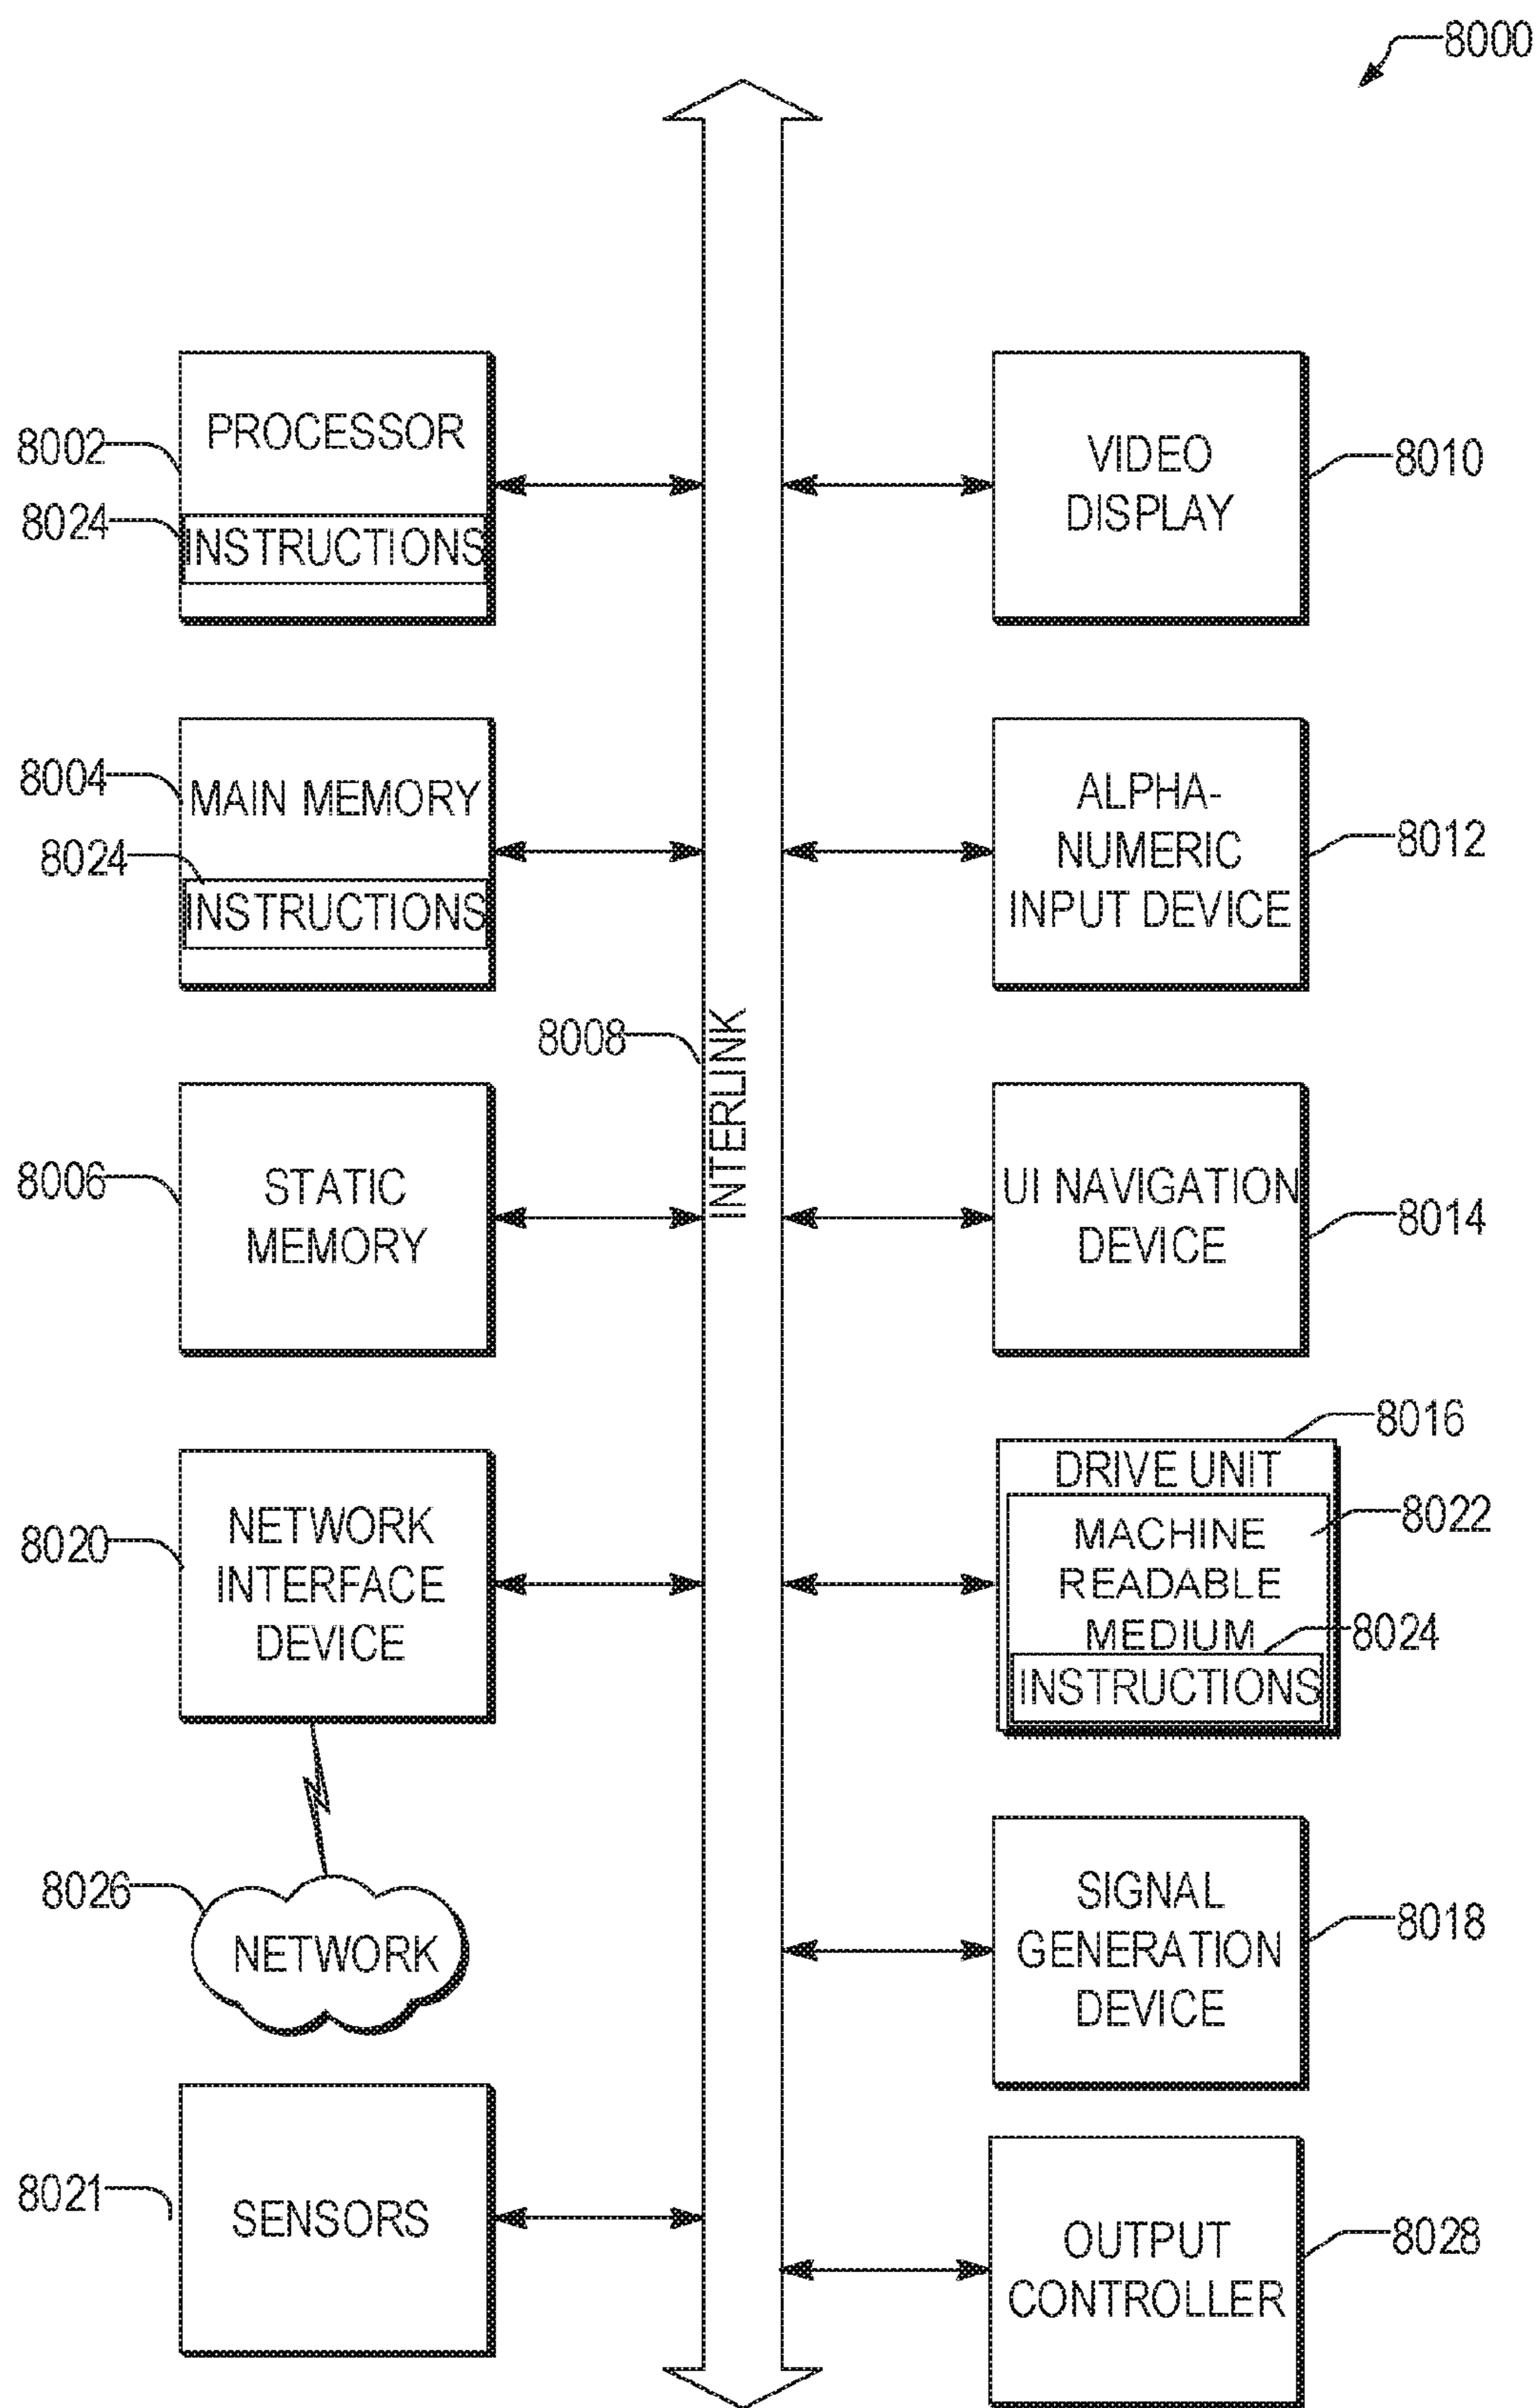 8000
PROCESSOR
8002
8024
INSTRUCTIONS
VIDEO
DISPLAY
8010
8004
MAIN MEMORY
8024
INSTRUCTIONS
ALPHA-
NUMERIC
INPUT DEVICE
8012
8008
INTERLINK
8006
STATIC
MEMORY
UI NAVIGATION
DEVICE
8014
8020
NETWORK
INTERFACE
DEVICE
8016
DRIVE UNIT
8022
MACHINE
READABLE
MEDIUM
8024
INSTRUCTIONS
8026
NETWORK
SIGNAL
GENERATION
DEVICE
8018
8021
SENSORS
OUTPUT
CONTROLLER
8028